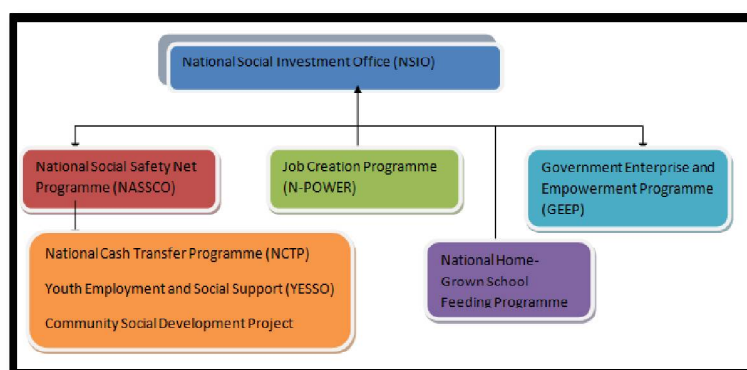 National Social Investment Office (NSIO)
National Social Safety Net
Programme (NASSCO)
Job Creation Programme
(N-POWER)
Government Enterprise and
Empowerment Programme
(GEEP)
National Cash Transfer Programme (NCTP)
Youth Employment and Social Support (YESSO)
Community Social Development Project
National Home-
Grown School
Feeding Programme